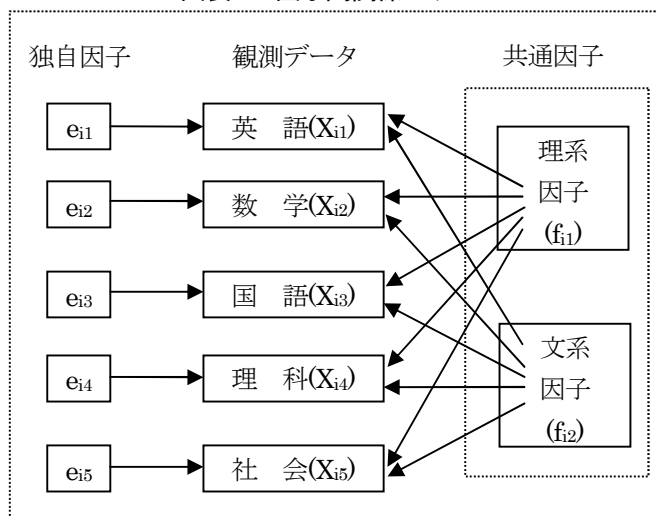 独自因子 観測データ 共通因子
ei1 英 語(Xi1)
ei2 数 学(Xi2)
ei3 国 語(Xi3)
ei4 理 科(Xi4)
ei5 社 会(Xi5)
理系
因子
(fi1)
文系
因子
(fi2)